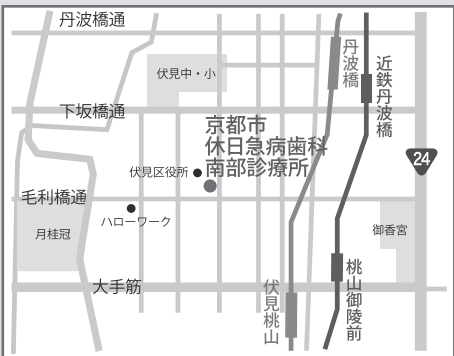 丹波橋通
伏見中・小
丹波橋
近鉄丹波橋
下坂橋通
京都市
休日急病歯科
南部診療所
24
伏見区役所
毛利橋通
ハローワーク
月桂冠
御香宮
大手筋
伏見桃山
桃山御陵前